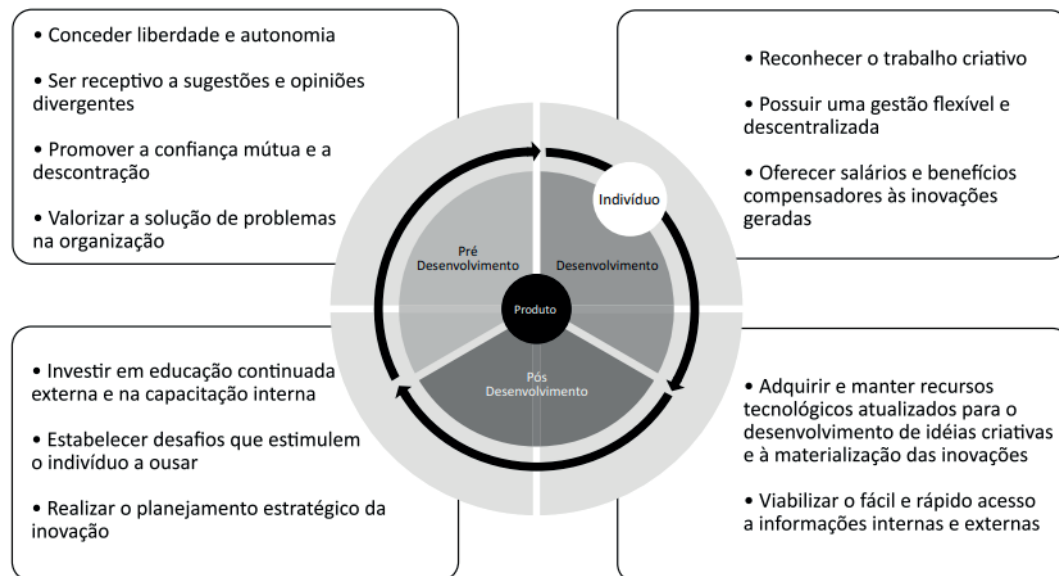 • Conceder liberdade e autonomia
• Ser receptivo a sugestões e opiniões
divergentes
• Promover a confiança mútua e a
descontração
• Valorizar a solução de problemas
na organização
• Reconhecer o trabalho criativo
• Possuir uma gestão flexível e
descentralizada
• Oferecer salários e benefícios
compensadores às inovações
geradas
Indivíduo
Pré
Desenvolvimento
Desenvolvimento
Produto
Pós
Desenvolvimento
• Investir em educação continuada
externa e na capacitação interna
• Estabelecer desafios que estimulem
o indivíduo a ousar
• Realizar o planejamento estratégico da
inovação
• Adquirir e manter recursos
tecnológicos atualizados para o
desenvolvimento de idéias criativas
e à materialização das inovações
• Viabilizar o fácil e rápido acesso
a informações internas e externas